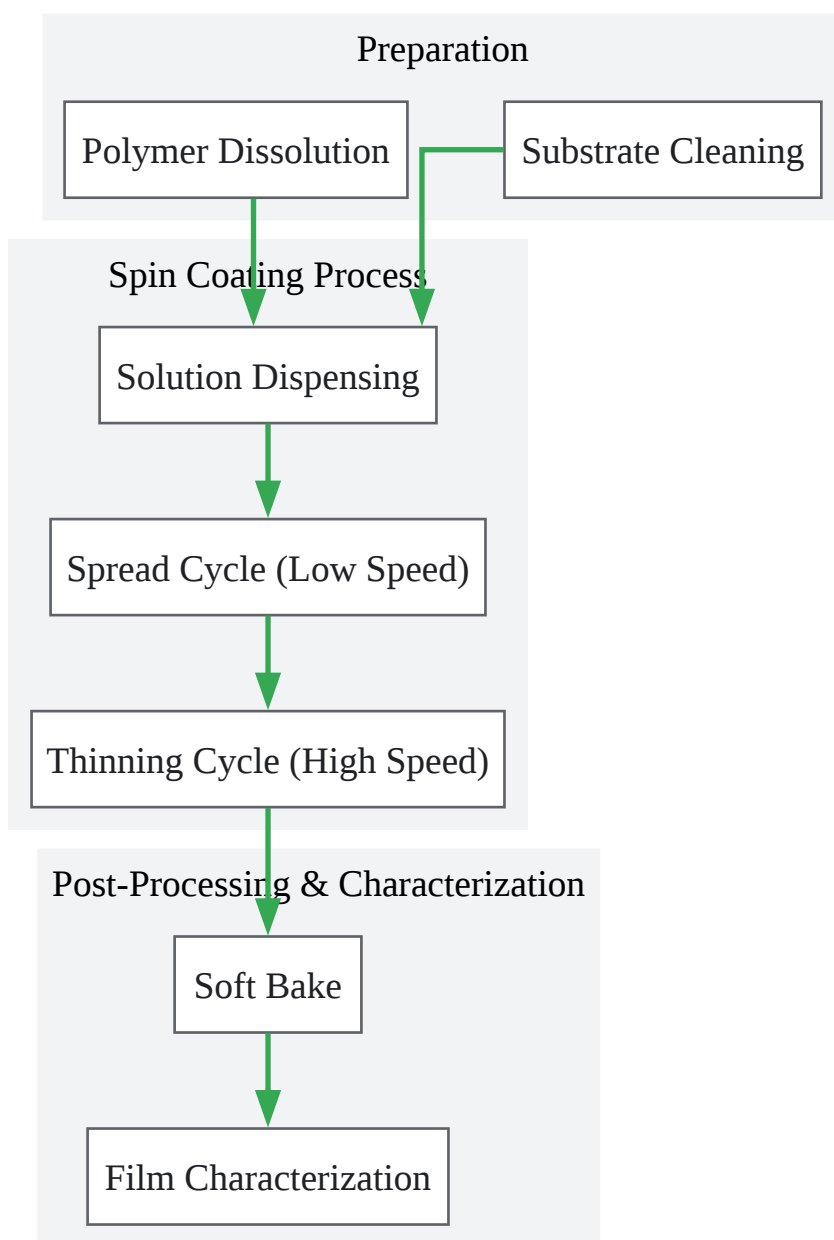 Preparation
Polymer Dissolution
Substrate Cleaning
Spin Coating Process
Solution Dispensing
Spread Cycle (Low Speed)
Thinning Cycle (High Speed)
Post-Processing & Characterization
Soft Bake
Film Characterization